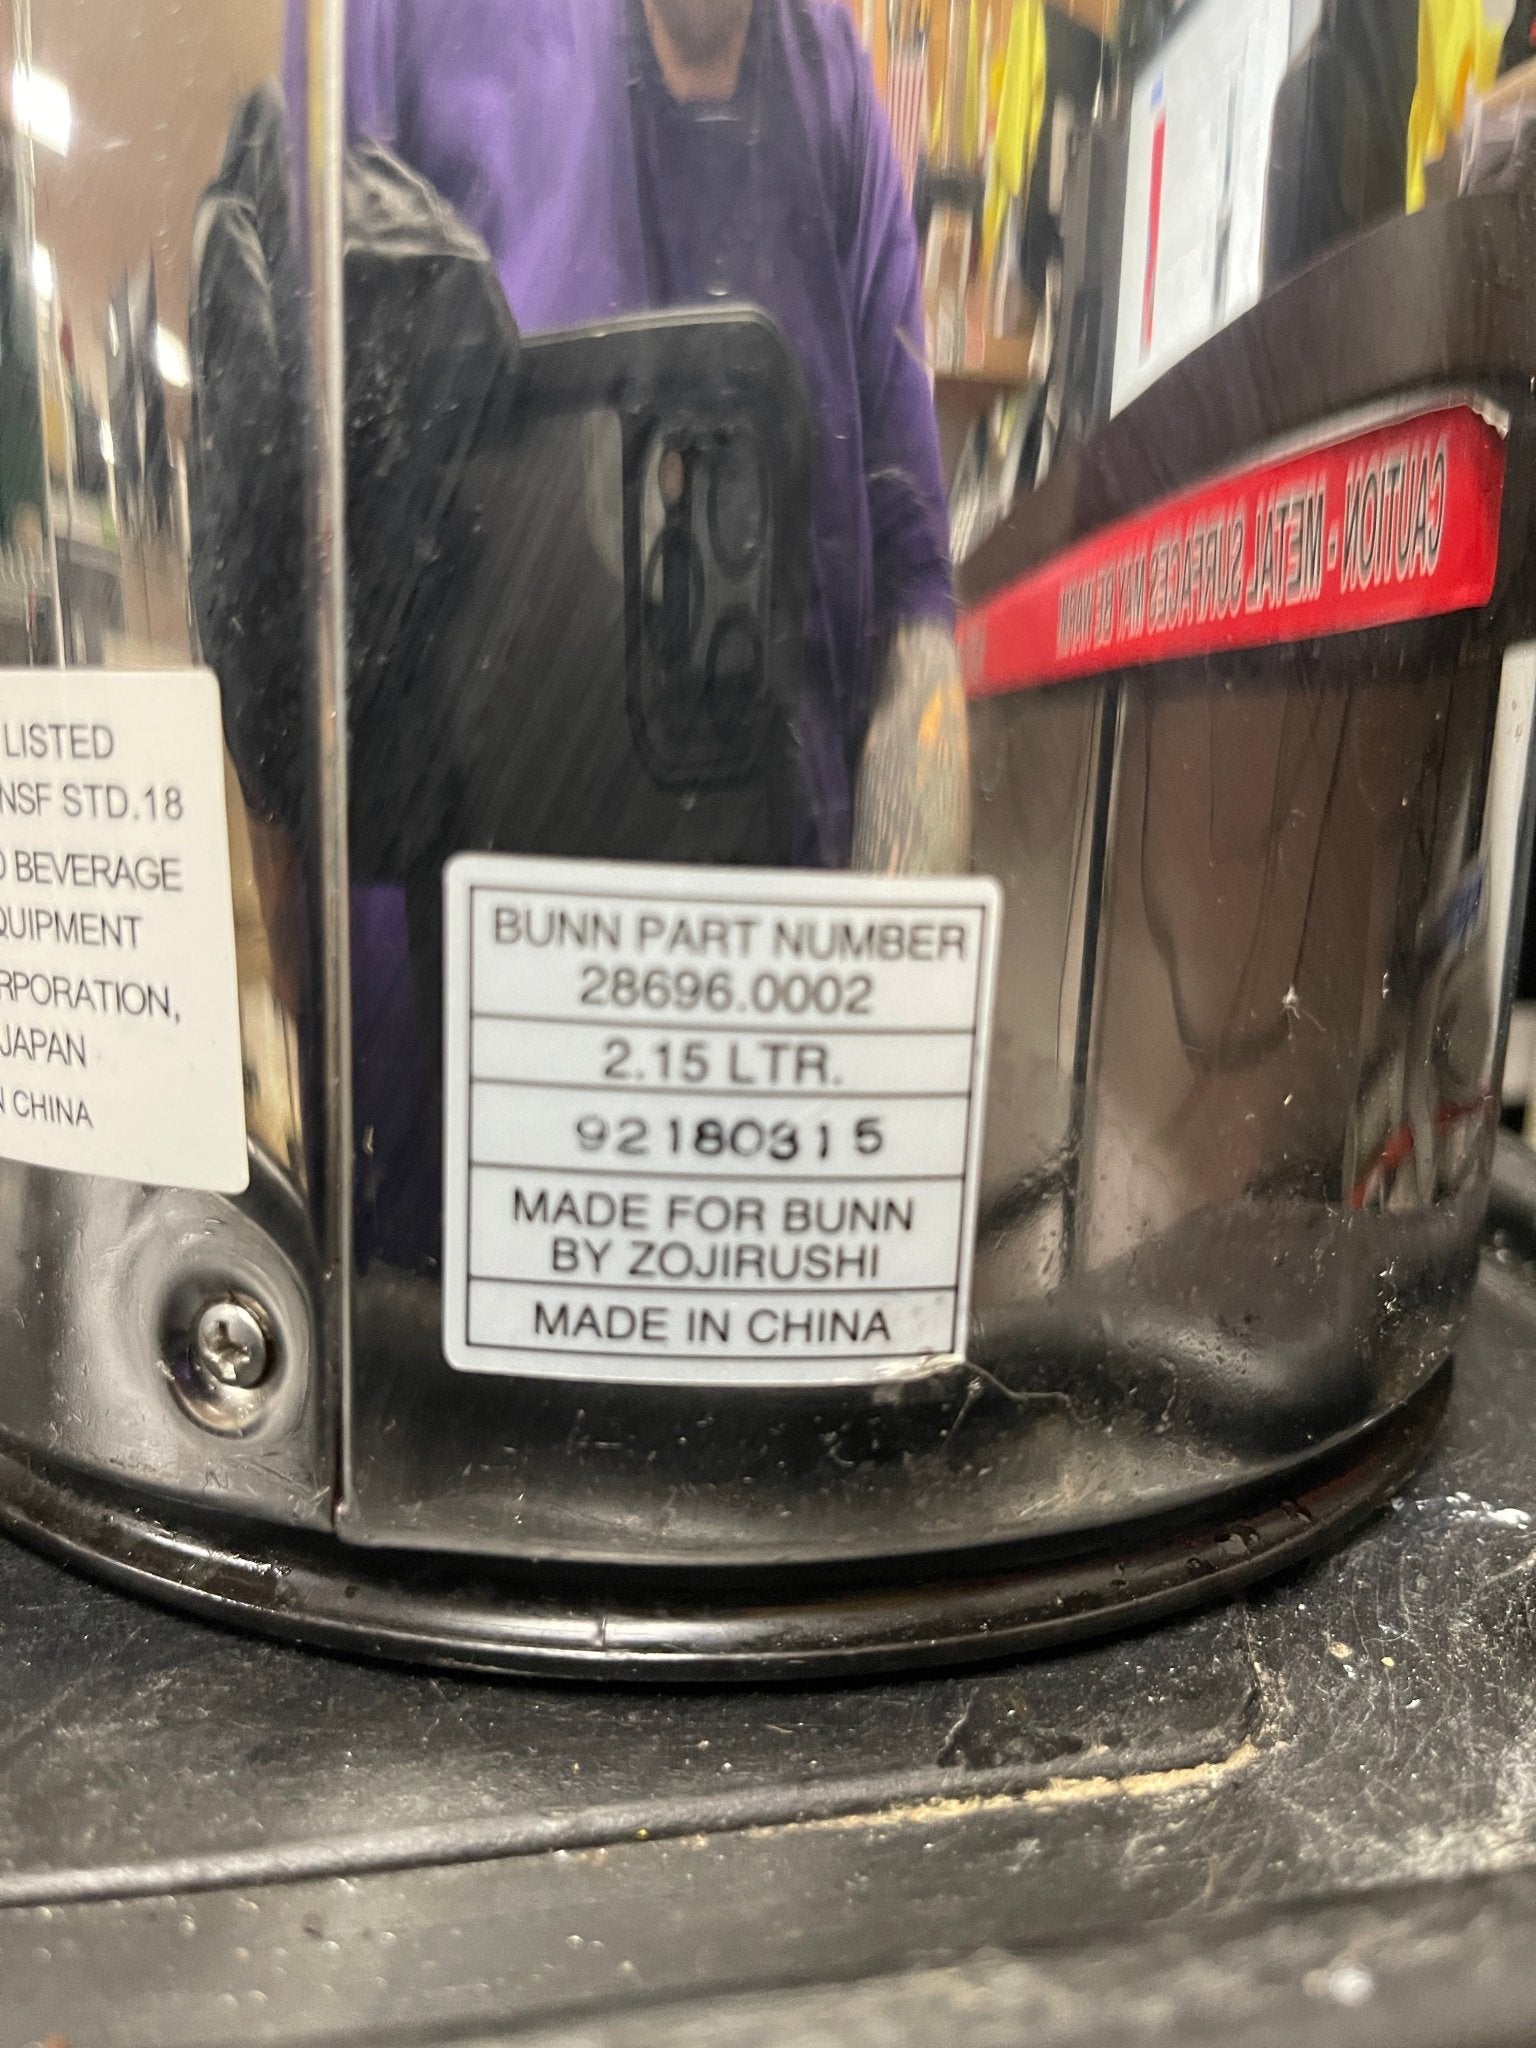 LISTED
NSF STD.18
BEVERAGE
QUIPMENT
RPORATION,
JAPAN
CHINA
BUNN PART NUMBER
28696.0002
2.15 LTR.
92180315
MADE FOR BUNN
BY ZOJIRUSHI
MADE IN CHINA
CAUTION - METAL SURFACES MAY BE WARM